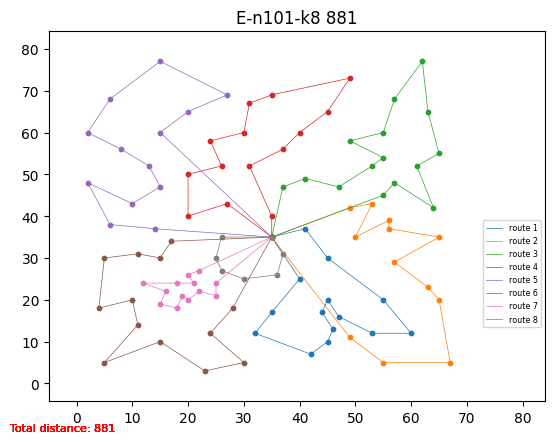 E-n101-k8 881
80
70
60
50
40
30
20
10
0
route 1
route 2
route 3
route 4
route 5
route 6
route 7
route 8
0 10 20 30 40 50 60 70 80
Total distance: 881